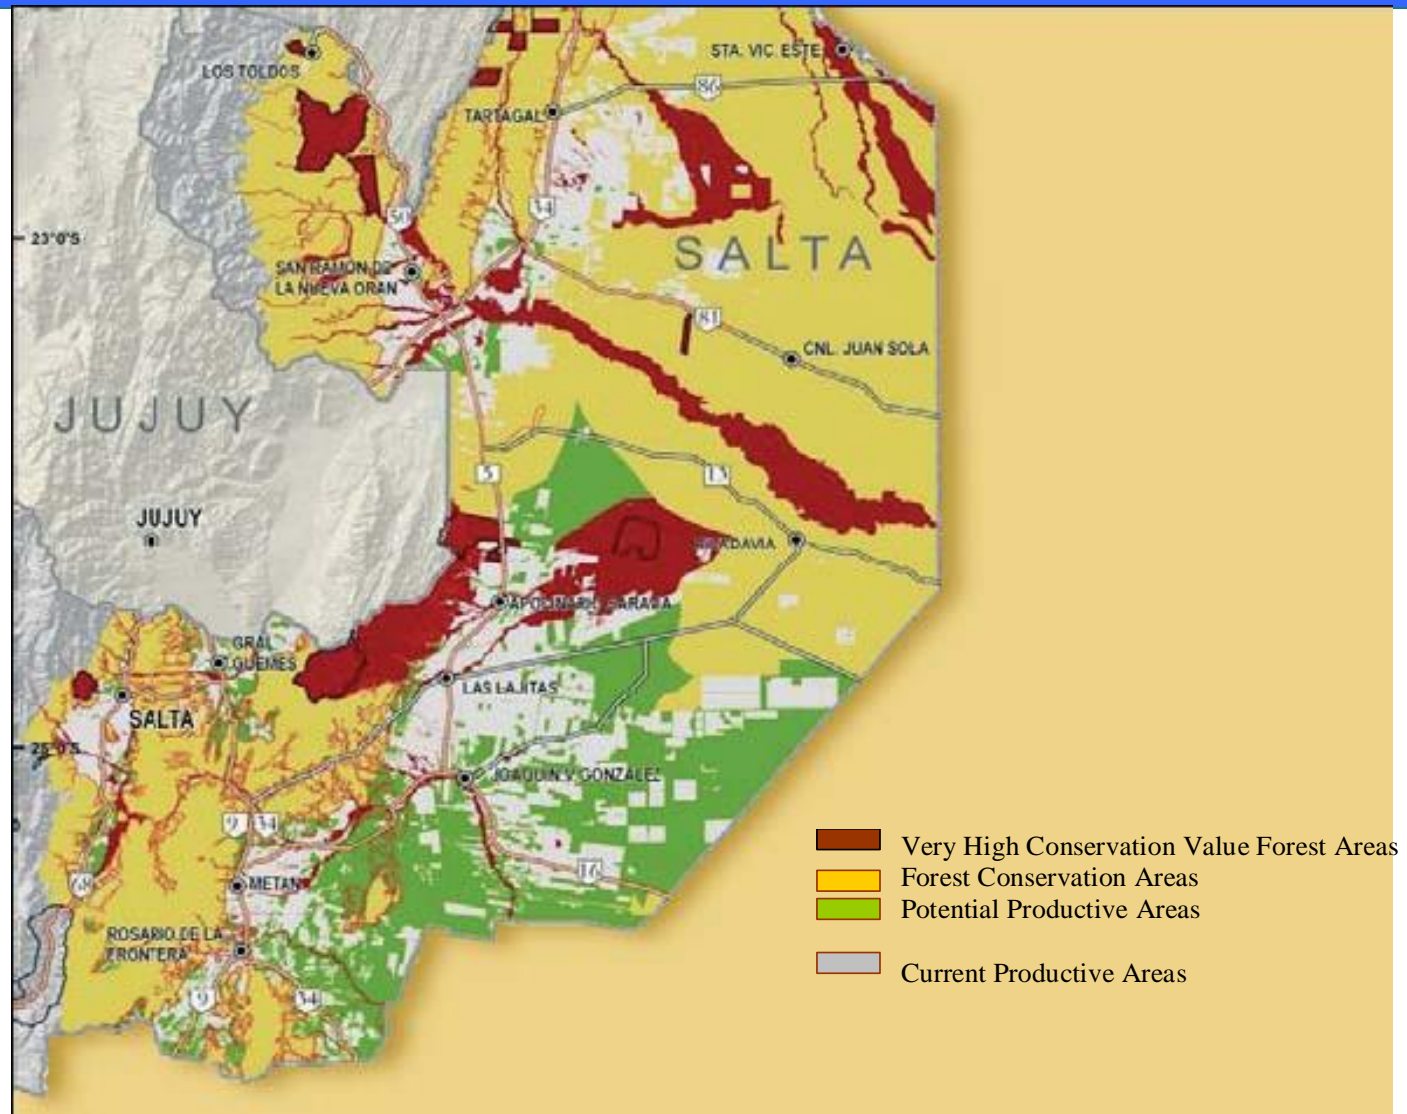 STA. VIC. ESTE
LOS TOLDOS
86
TARTAGAL
50
34
23°0'S
SALTA
SAN RAMÓN DE
LA NUEVA ORAN
81
CNL. JUAN SOLA
JUJUY
5
13
JUJUY
GRAL
GUEMES
LAS LAJITAS
SALTA
25°0'S
JOAQUIN V. GONZÁLEZ
9
34
Very High Conservation Value Forest Areas
16
Forest Conservation Areas
68
METAN
Potential Productive Areas
ROSARIO DE LA
FRONTERA
Current Productive Areas
9
34